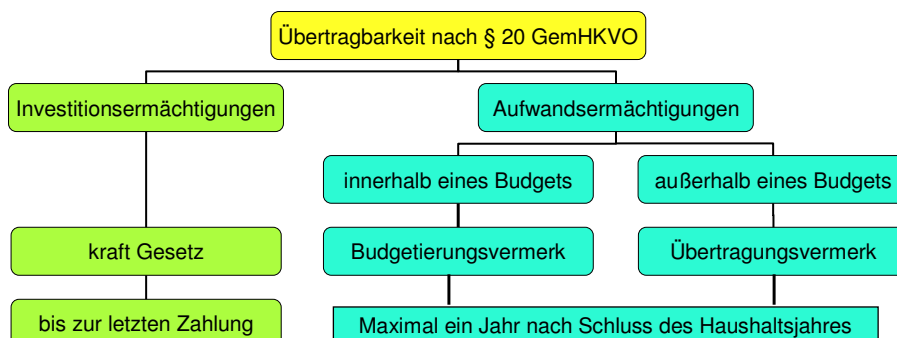 Übertragbarkeit nach § 20 GemHKVO
Investitionsermächtigungen
Aufwandsermächtigungen
innerhalb eines Budgets
außerhalb eines Budgets
kraft Gesetz
Budgetierungsvermerk
Übertragungsvermerk
bis zur letzten Zahlung
Maximal ein Jahr nach Schluss des Haushaltsjahres